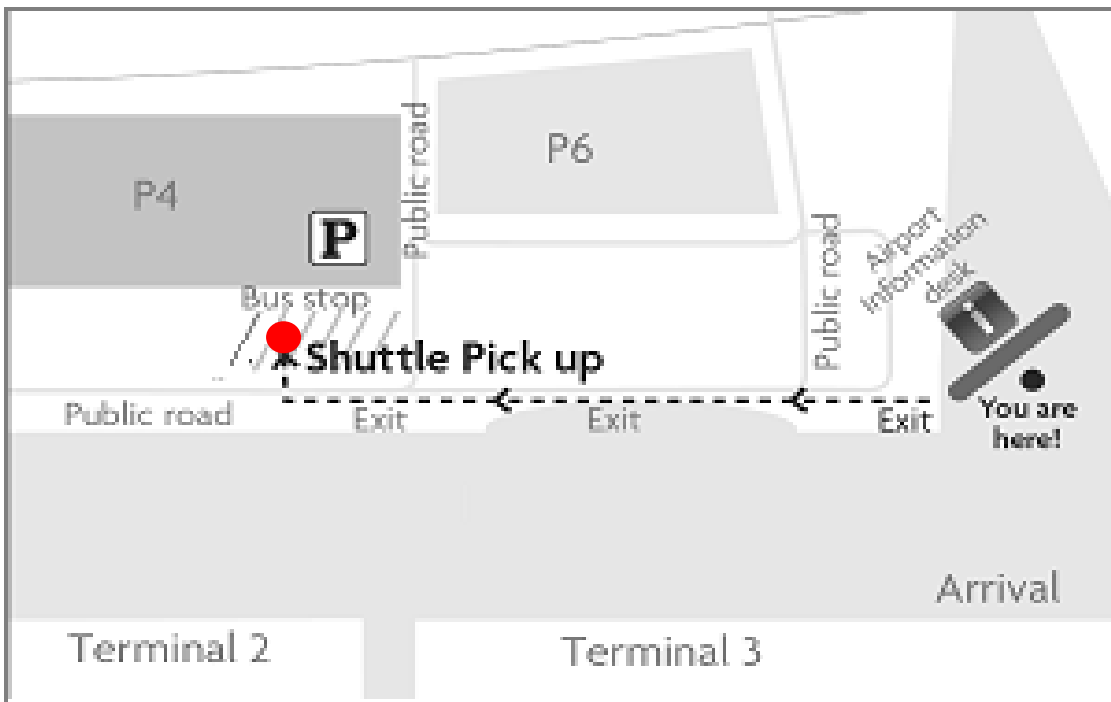 P4
P
Public road
P6
Public road
Airport
Information
desk
i
Bus stop
Shuttle Pick up
Public road
Exit
Exit
Exit
You are
here!
Arrival
Terminal 2
Terminal 3